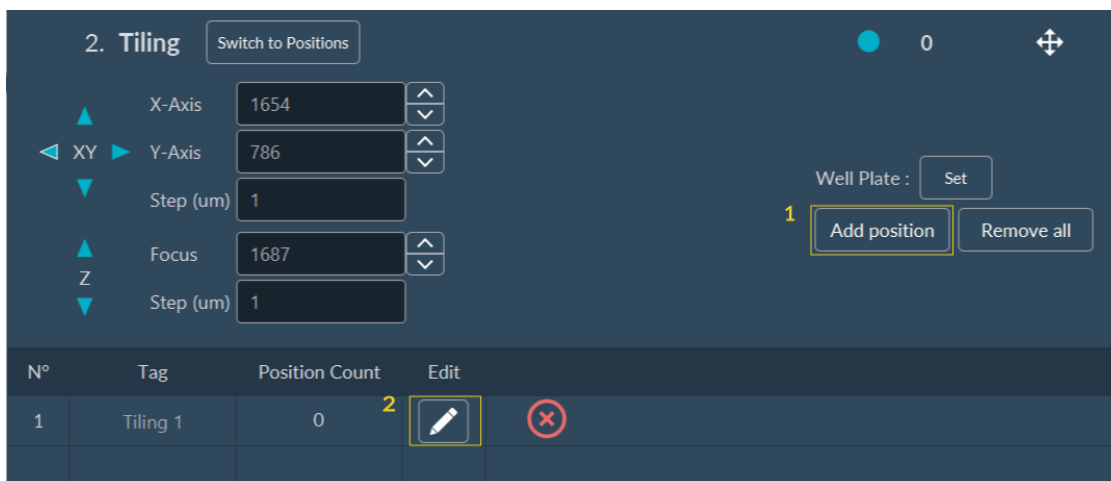 2. Tiling Switch to Positions 0
X-Axis 1654
XY Y-Axis 786
Well Plate : Set
Step (um) 1
1 Add position Remove all
Focus 1687
Z
Step (um) 1
N° Tag Position Count Edit
1 Tiling 1 0 2